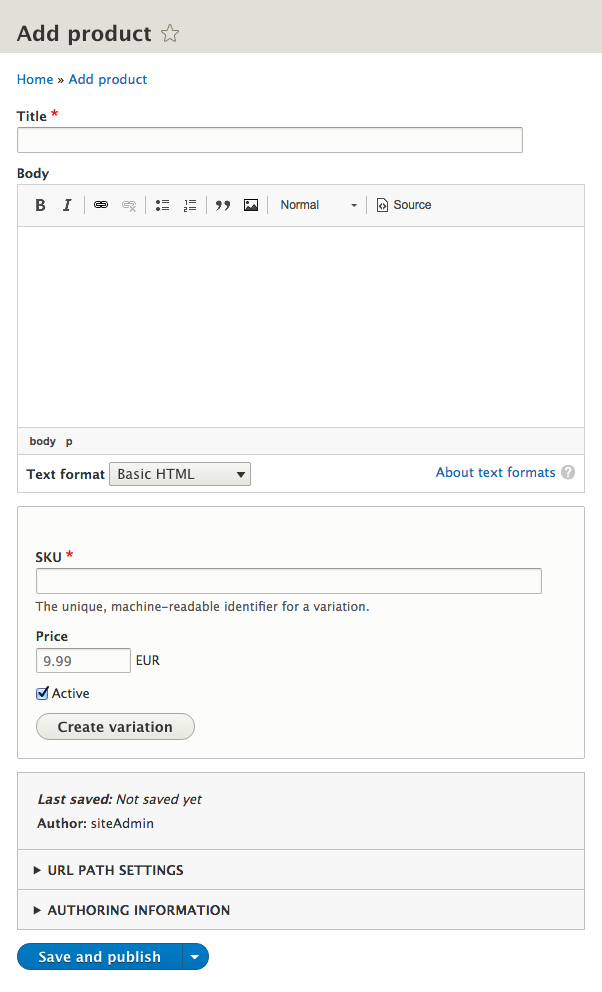 Add product
Home » Add product
Title *
Body
B I Normal Source
body p
Text format Basic HTML About text formats ?
SKU *
The unique, machine-readable identifier for a variation.
Price
9.99 EUR
Active
Create variation
Last saved: Not saved yet
Author: siteAdmin
URL PATH SETTINGS
AUTHORING INFORMATION
Save and publish